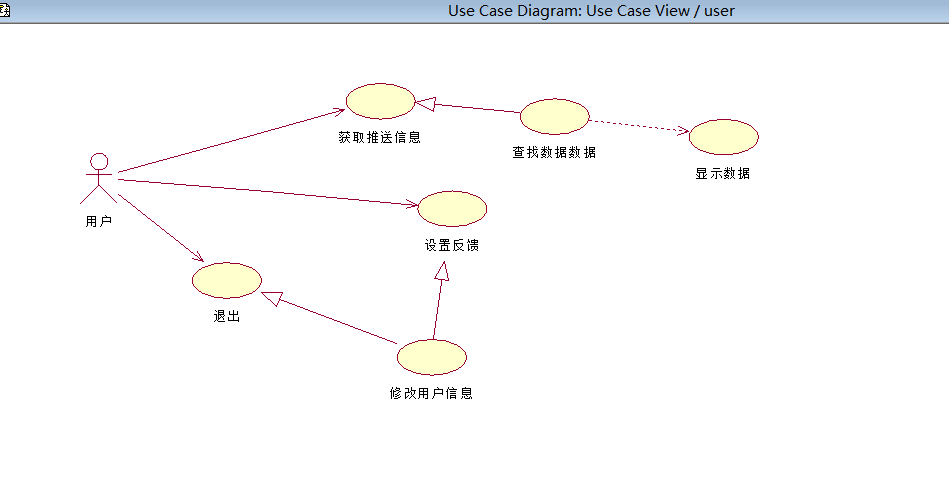 Use Case Diagram: Use Case View / user
获取推送信息
查找数据数据
显示数据
用户
设置反馈
退出
修改用户信息